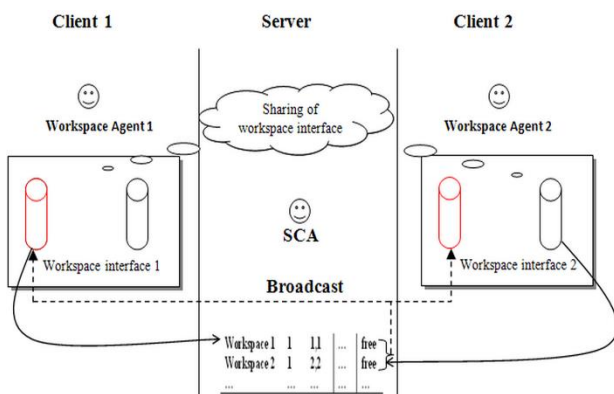 Client 1 Server Client 2
Sharing of
workspace interface
Workspace Agent 1 Workspace Agent 2
SCA
Workspace interface 1 Workspace interface 2
Broadcast
Workspace 1 1 1,1 ... free
Workspace 2 1 2,2 ... free
... ... ... ... ...